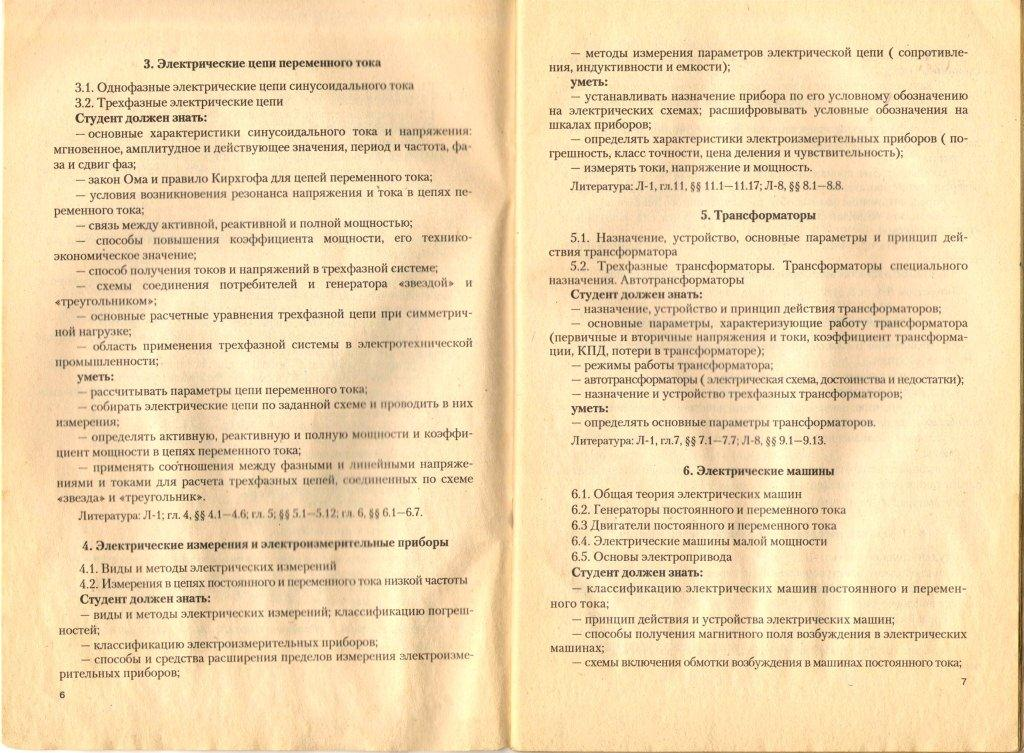 3. Электрические цепи переменного тока
3.1. Однофазные электрические цепи синусоидального тока
3.2. Трехфазные электрические цепи
Студент должен знать:
— основные характеристики синусоидального тока и напряжения:
мгновенное, амплитудное и действующее значения, период и частота, фа-
за и сдвиг фаз;
— закон Ома и правило Кирхгофа для цепей переменного тока;
— условия возникновения резонанса напряжения и тока в цепях пе-
ременного тока;
— связь между активной, реактивной и полной мощностью;
— способы повышения коэффициента мощности, его технико-
экономическое значение;
— способ получения токов и напряжений в трехфазной системе;
— схемы соединения потребителей и генератора «звездой» и
«треугольником»;
— основные расчетные уравнения трехфазной цепи при симметрич-
ной нагрузке;
— область применения трехфазной системы в электротехнической
промышленности;
уметь:
— рассчитывать параметры цепи переменного тока;
— собирать электрические цепи по заданной схеме и проводить в них
измерения;
— определять активную, реактивную и полную мощности и коэффи-
циент мощности в цепях переменного тока;
— применять соотношения между фазными и линейными напряже-
ниями и токами для расчета трехфазных цепей, соединенных по схеме
«звезда» и «треугольник».
Литература: Л-1; гл. 4, §§ 4.1—4.6; гл. 5; §§ 5.1—5.12; гл. 6, §§ 6.1—6.7.
4. Электрические измерения и электроизмерительные приборы
4.1. Виды и методы электрических измерений
4.2. Измерения в цепях постоянного и переменного тока низкой частоты
Студент должен знать:
— виды и методы электрических измерений; классификацию погреш-
ностей;
— классификацию электроизмерительных приборов;
— способы и средства расширения пределов измерения электроизме-
рительных приборов;
6
— методы измерения параметров электрической цепи ( сопротивле-
ния, индуктивности и емкости);
уметь:
— устанавливать назначение прибора по его условному обозначению
на электрических схемах; расшифровывать условные обозначения на
шкалах приборов;
— определять характеристики электроизмерительных приборов ( по-
грешность, класс точности, цена деления и чувствительность);
— измерять токи, напряжение и мощность.
Литература: Л-1, гл.11, §§ 11.1—11.17; Л-8, §§ 8.1—8.8.
5. Трансформаторы
5.1. Назначение, устройство, основные параметры и принцип дей-
ствия трансформатора
5.2. Трехфазные трансформаторы. Трансформаторы специального
назначения. Автотрансформаторы
Студент должен знать:
— назначение, устройство и принцип действия трансформаторов;
— основные параметры, характеризующие работу трансформатора
(первичные и вторичные напряжения и токи, коэффициент трансформа-
ции, КПД, потери в трансформаторе);
— режимы работы трансформатора;
— автотрансформаторы ( электрическая схема, достоинства и недостатки);
— назначение и устройство трехфазных трансформаторов;
уметь:
— определять основные параметры трансформаторов.
Литература: Л-1, гл.7, §§ 7.1—7.7; Л-8, §§ 9.1—9.13.
6. Электрические машины
6.1. Общая теория электрических машин
6.2. Генераторы постоянного и переменного тока
6.3 Двигатели постоянного и переменного тока
6.4. Электрические машины малой мощности
6.5. Основы электропривода
Студент должен знать:
— классификацию электрических машин постоянного и перемен-
ного тока;
— принцип действия и устройства электрических машин;
— способы получения магнитного поля возбуждения в электрических
машинах;
— схемы включения обмотки возбуждения в машинах постоянного тока;
7